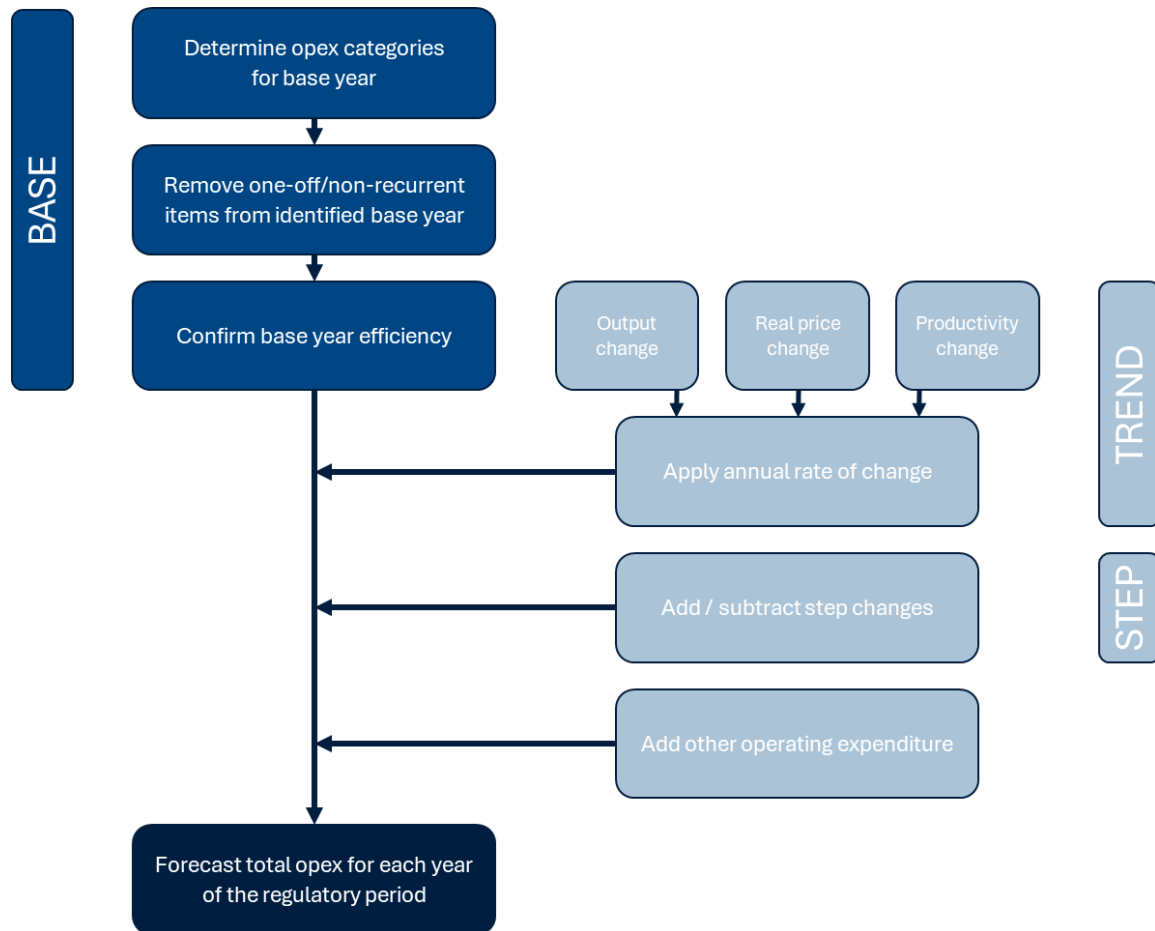 BASE
Determine opex categories
for base year
Remove one-off/non-recurrent
items from identified base year
Confirm base year efficiency
Output
change
Real price
change
Productivity
change
TREND
Apply annual rate of change
STEP
Add / subtract step changes
Add other operating expenditure
Forecast total opex for each year
of the regulatory period